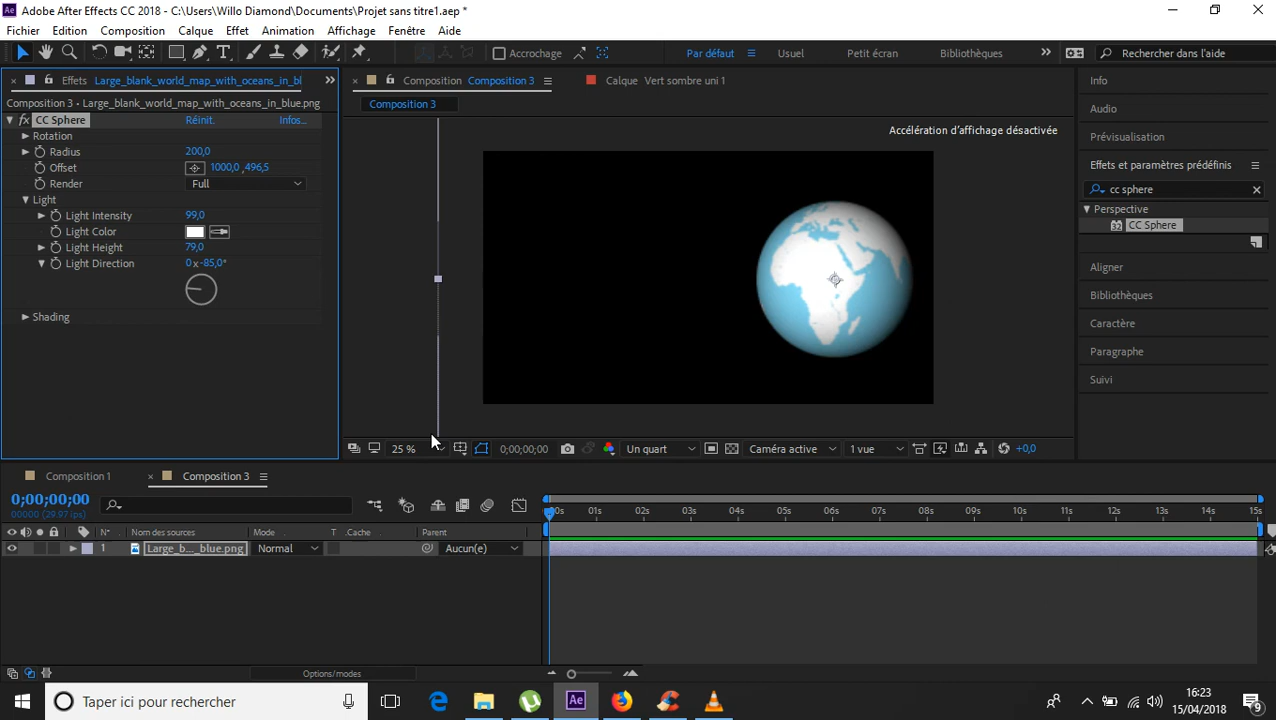 Adobe After Effects CC 2018 - C:\Users\Willo Diamond\Documents\Projet sans titre1.aep *
Fichier Edition Composition Calque Effet Animation Affichage Fenêtre Aide
Accrochage Par défaut Usuel Petit écran Bibliothèques Rechercher dans l'aide
Effets Large_blank_world_map_with_oceans_in_bl
Composition Composition 3
Calque Vert sombre uni 1
Info
Composition 3 • Large_blank_world_map_with_oceans_in_blue.png
Composition 3
Audio
fx CC Sphere Réinit. Infos...
Accélération d'affichage désactivée
Prévisualisation
Rotation
Radius 200,0
Effets et paramètres prédéfinis
Offset 1000,0 ,496,5
Render Full
cc sphere
Light
Perspective
Light Intensity 99,0
CC Sphere
Light Color
Light Height 79,0
Light Direction 0 x-85,0°
Aligner
Bibliothèques
Shading
Caractère
Paragraphe
Suivi
25 % 0;00;00;00 Un quart Caméra active 1 vue +0,0
Composition 1 Composition 3
0;00;00;00
00000 (29.97 ips)
:00s 01s 02s 03s 04s 05s 06s 07s 08s 09s 10s 11s 12s 13s 14s 15s
N° Nom des sources Mode T .Cache Parent
1 Large_b..._blue.png Normal Aucun(e)
Options/modes
Taper ici pour rechercher
16:23
15/04/2018
9